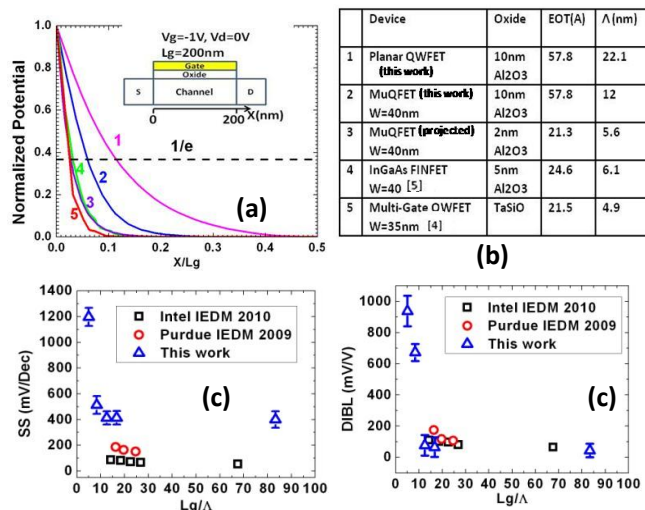 Vg=-1V, Vd=0V
Lg=200nm
Gate
Oxide
S
Channel
D
0
200
X(nm)
1
1/e
2
4
3
5
(a)
1.0
0.8
0.6
0.4
0.2
0.0
Normalized Potential
0.0 0.1 0.2 0.3 0.4 0.5
X/Lg
Device Oxide EOT(A) Λ (nm)
1 Planar QWFET 10nm 57.8 22.1
(this work) Al2O3
2 MuQFET (this work) 10nm 57.8 12
W=40nm Al2O3
3 MuQFET (projected) 2nm 21.3 5.6
W=40nm Al2O3
4 InGaAs FINFET 5nm 24.6 6.1
W=40 [5] Al2O3
5 Multi-Gate QWFET TaSiO 21.5 4.9
W=35nm [4]
(b)
SS (mV/Dec)
1400
1200
1000
800
600
400
200
0
Intel IEDM 2010
Purdue IEDM 2009
This work
(c)
0 10 20 30 40 50 60 70 80 90 100
Lg/Λ
DIBL (mV/V)
1000
800
600
400
200
0
Intel IEDM 2010
Purdue IEDM 2009
This work
(c)
0 10 20 30 40 50 60 70 80 90 100
Lg/Λ